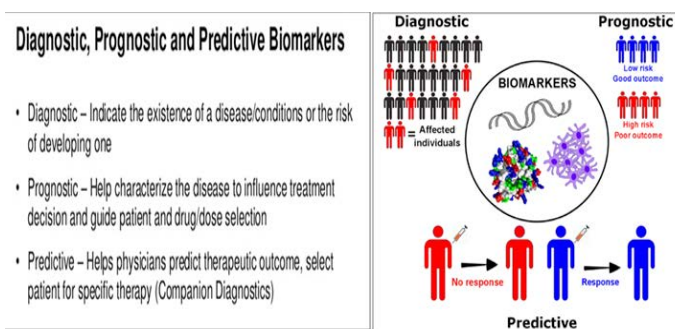 Diagnostic, Prognostic and Predictive Biomarkers
• Diagnostic – Indicate the existence of a disease/conditions or the risk
of developing one
• Prognostic – Help characterize the disease to influence treatment
decision and guide patient and drug/dose selection
• Predictive – Helps physicians predict therapeutic outcome, select
patient for specific therapy (Companion Diagnostics)
Diagnostic
= Affected
individuals
BIOMARKERS
Prognostic
Low risk
Good outcome
High risk
Poor outcome
No response
Response
Predictive